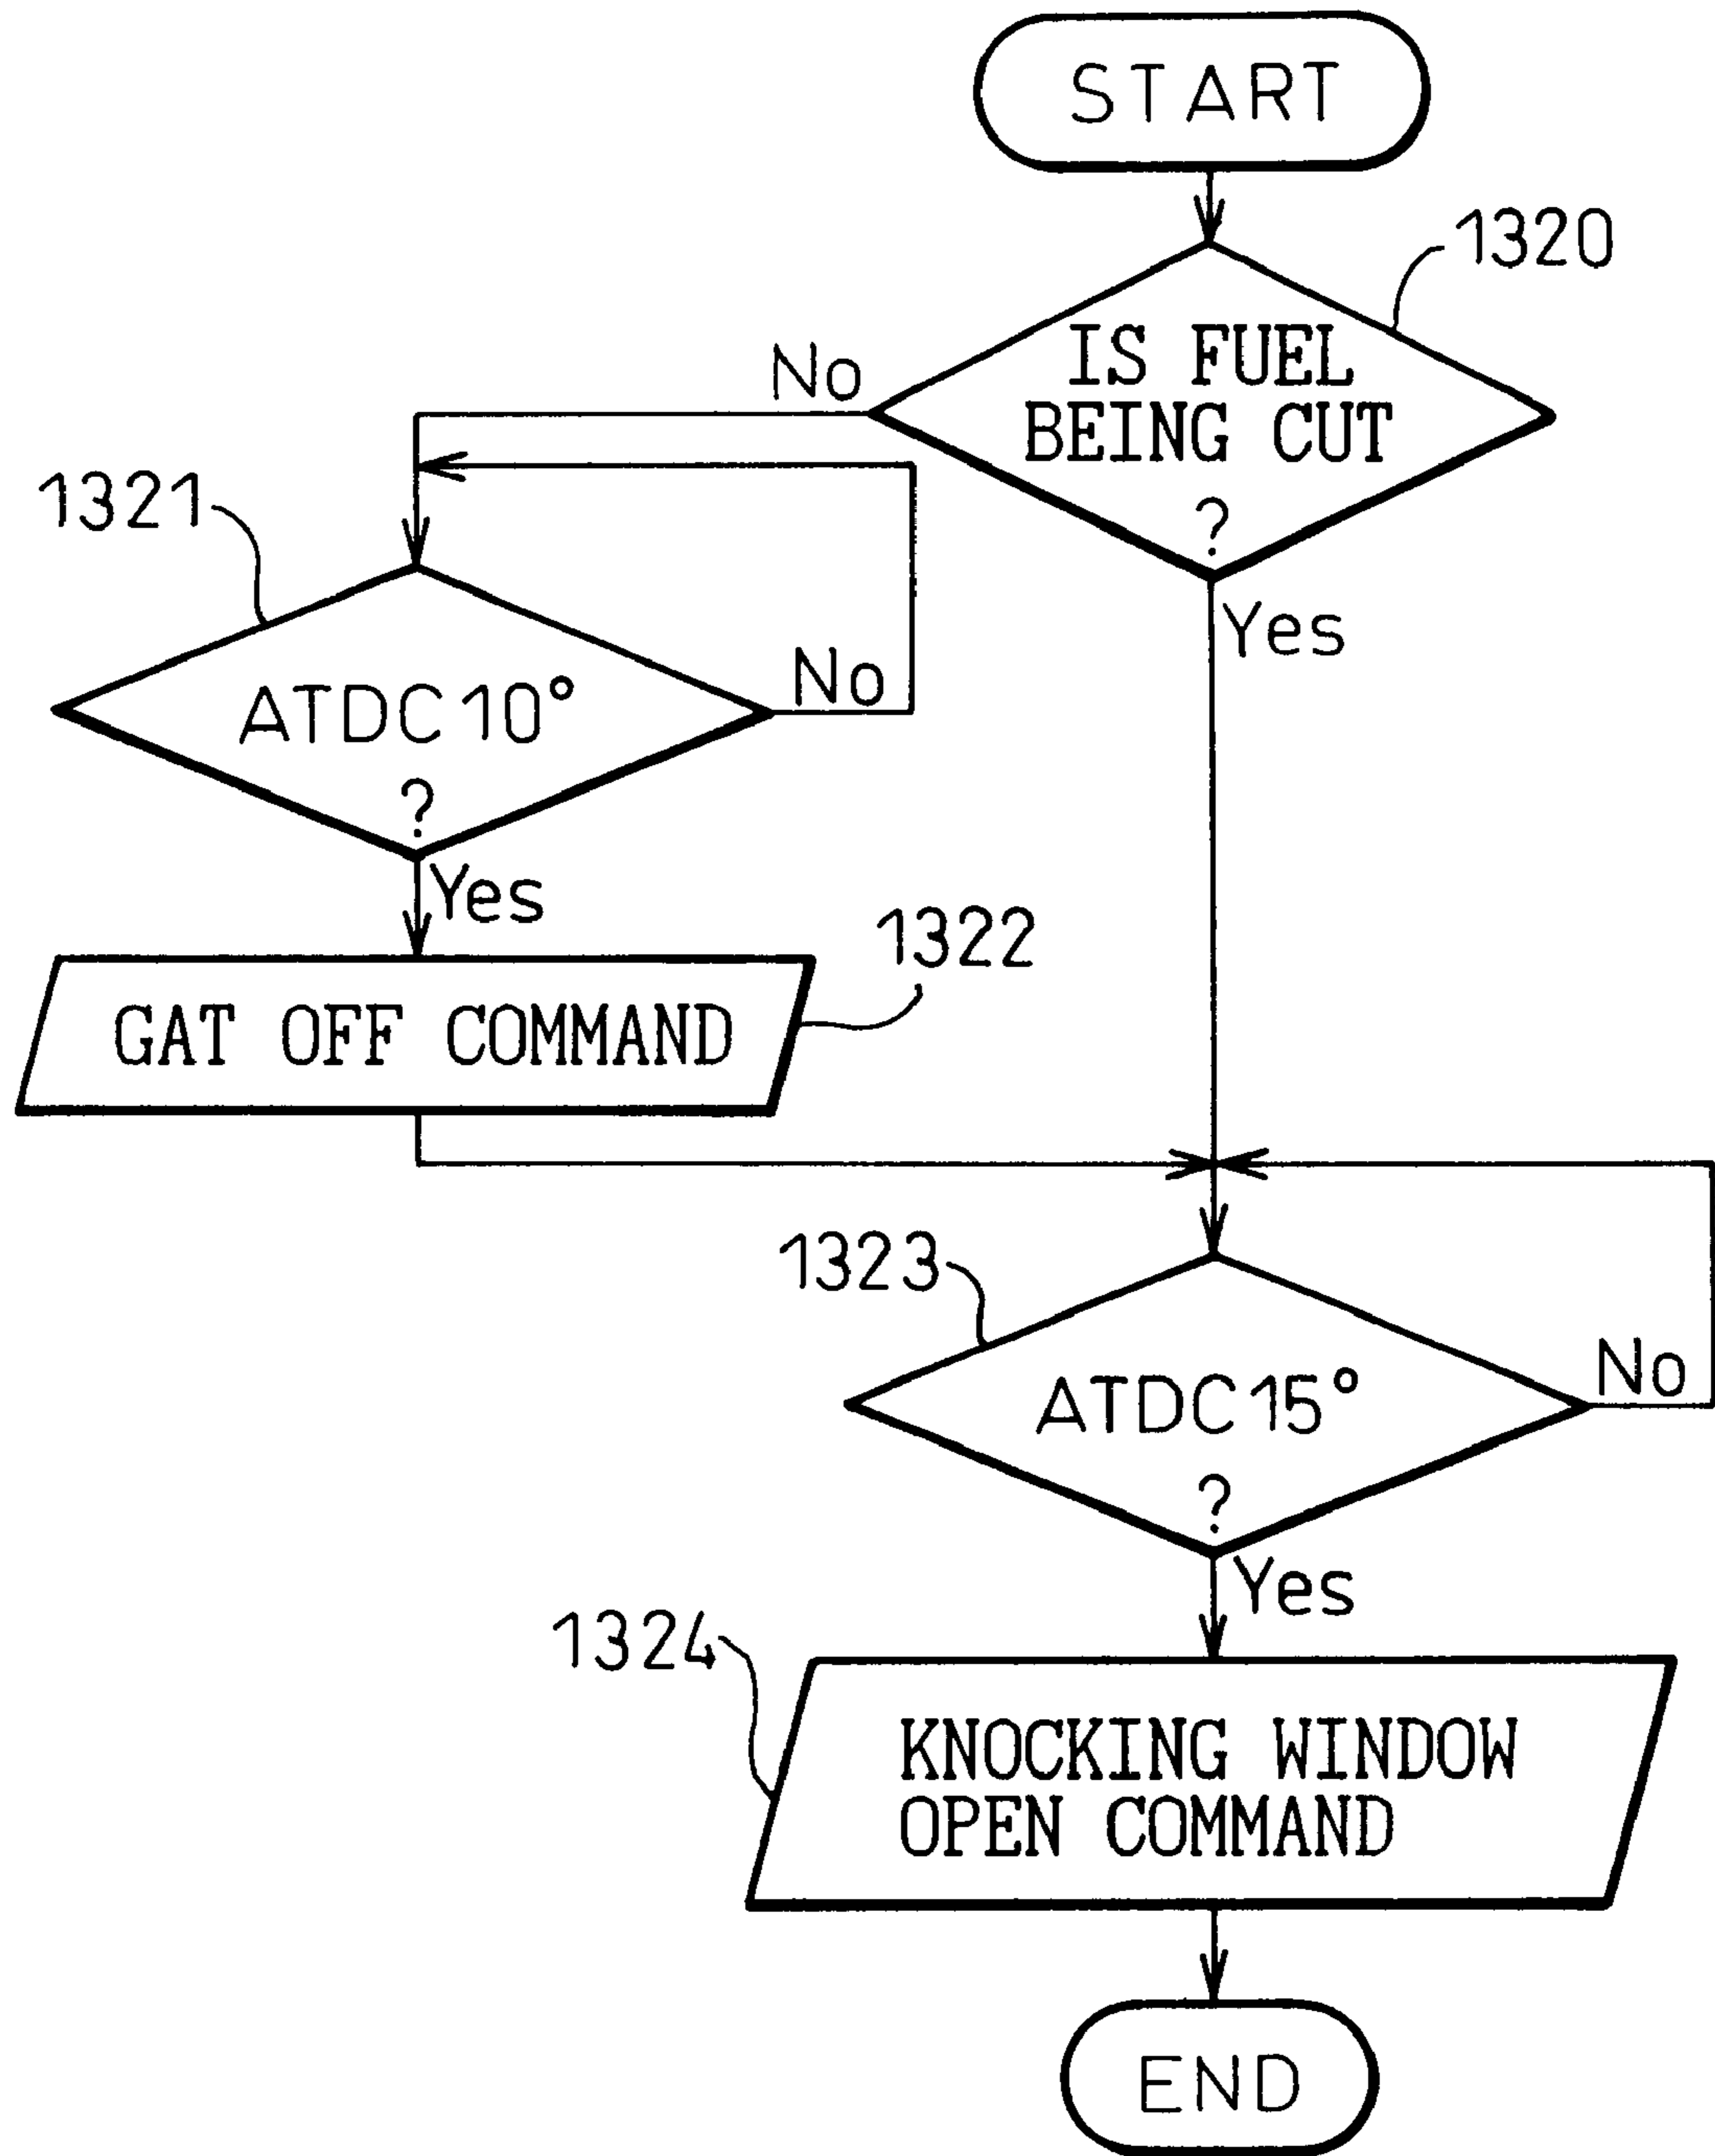 START
1320
IS FUEL
BEING CUT
?
No
Yes
1321
ATDC 10°
?
No
Yes
1322
GAT OFF COMMAND
1323
ATDC 15°
?
No
Yes
1324
KNOCKING WINDOW
OPEN COMMAND
END